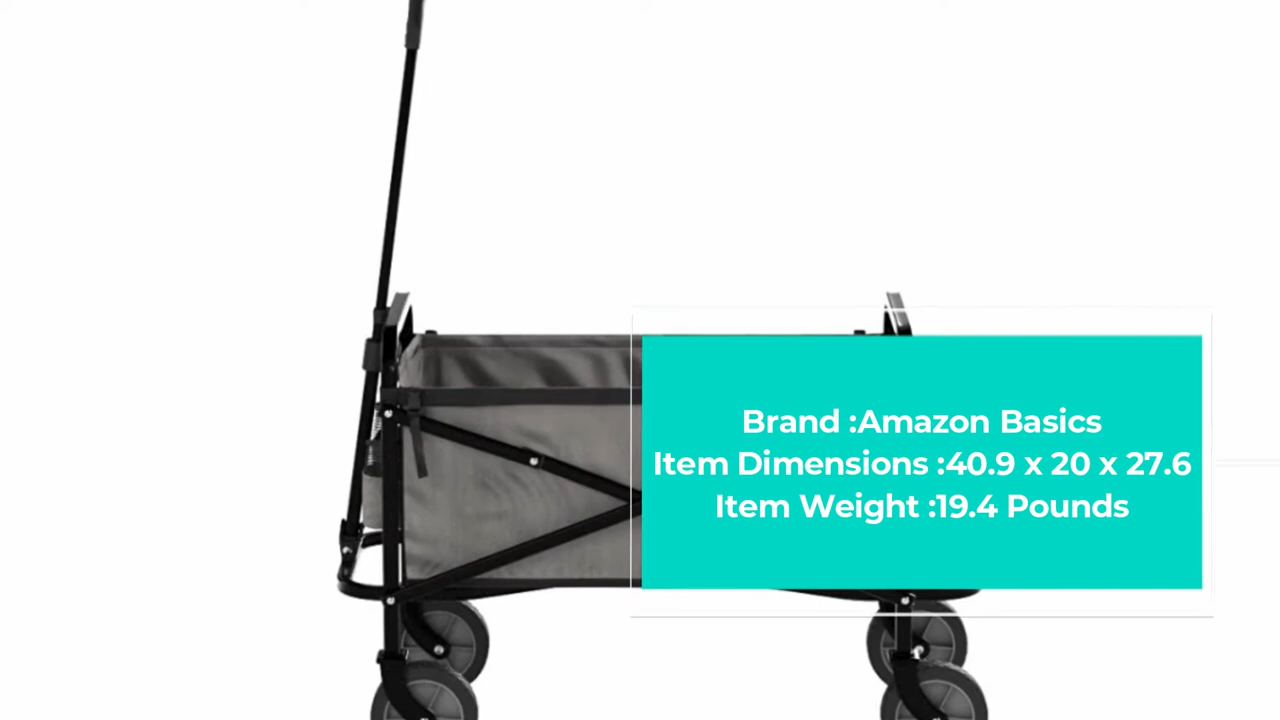 Brand :Amazon Basics
Item Dimensions :40.9 x 20 x 27.6
Item Weight :19.4 Pounds